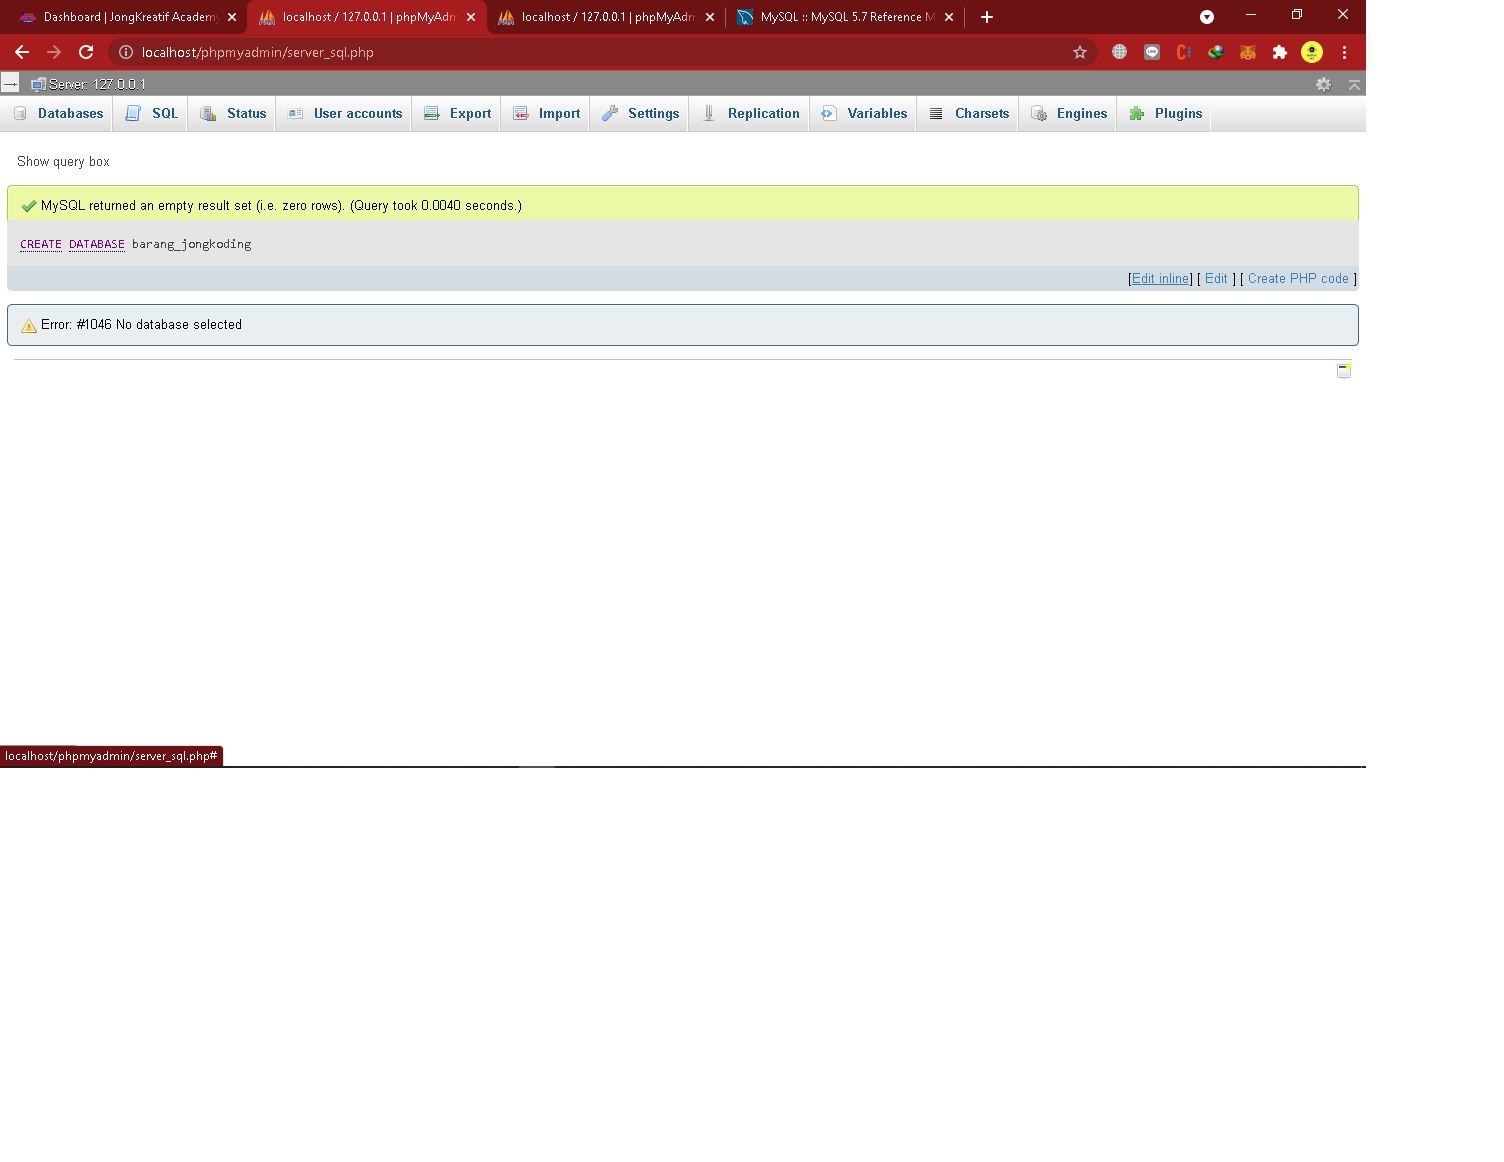 Dashboard | JongKreatif Academy
localhost / 127.0.0.1 | phpMyAdm
localhost / 127.0.0.1 | phpMyAdm
MySQL :: MySQL 5.7 Reference M
localhost/phpmyadmin/server_sql.php
Server: 127.0.0.1
Databases
SQL
Status
User accounts
Export
Import
Settings
Replication
Variables
Charsets
Engines
Plugins
Show query box
MySQL returned an empty result set (i.e. zero rows). (Query took 0.0040 seconds.)
CREATE DATABASE barang_jongkoding
[Edit inline] [ Edit ] [ Create PHP code ]
Error: #1046 No database selected
localhost/phpmyadmin/server_sql.php#